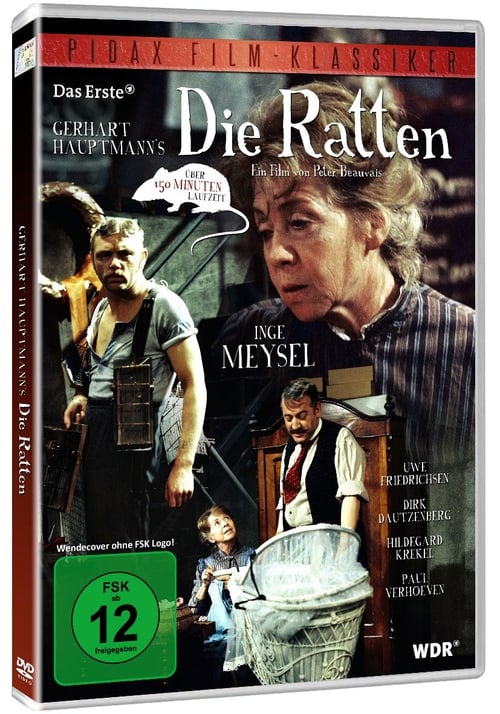 PIDAX FILM-KLASSIKER
Das Erste
GERHART
HAUPTMANN'S
Die Ratten
Ein Film von Peter Beauvais
ÜBER
150 MINUTEN
LAUFZEIT
INGE
MEYSEL
UWE
FRIEDRICHSEN
DIRK
DAUTZENBERG
HILDEGARD
KREKEL
PAUL
VERHOEVEN
Wendecover ohne FSK Logo!
FSK
ab
12
freigegeben
WDR
GERHART HAUPTMANN'S Die Ratten
DVD
VIDEO